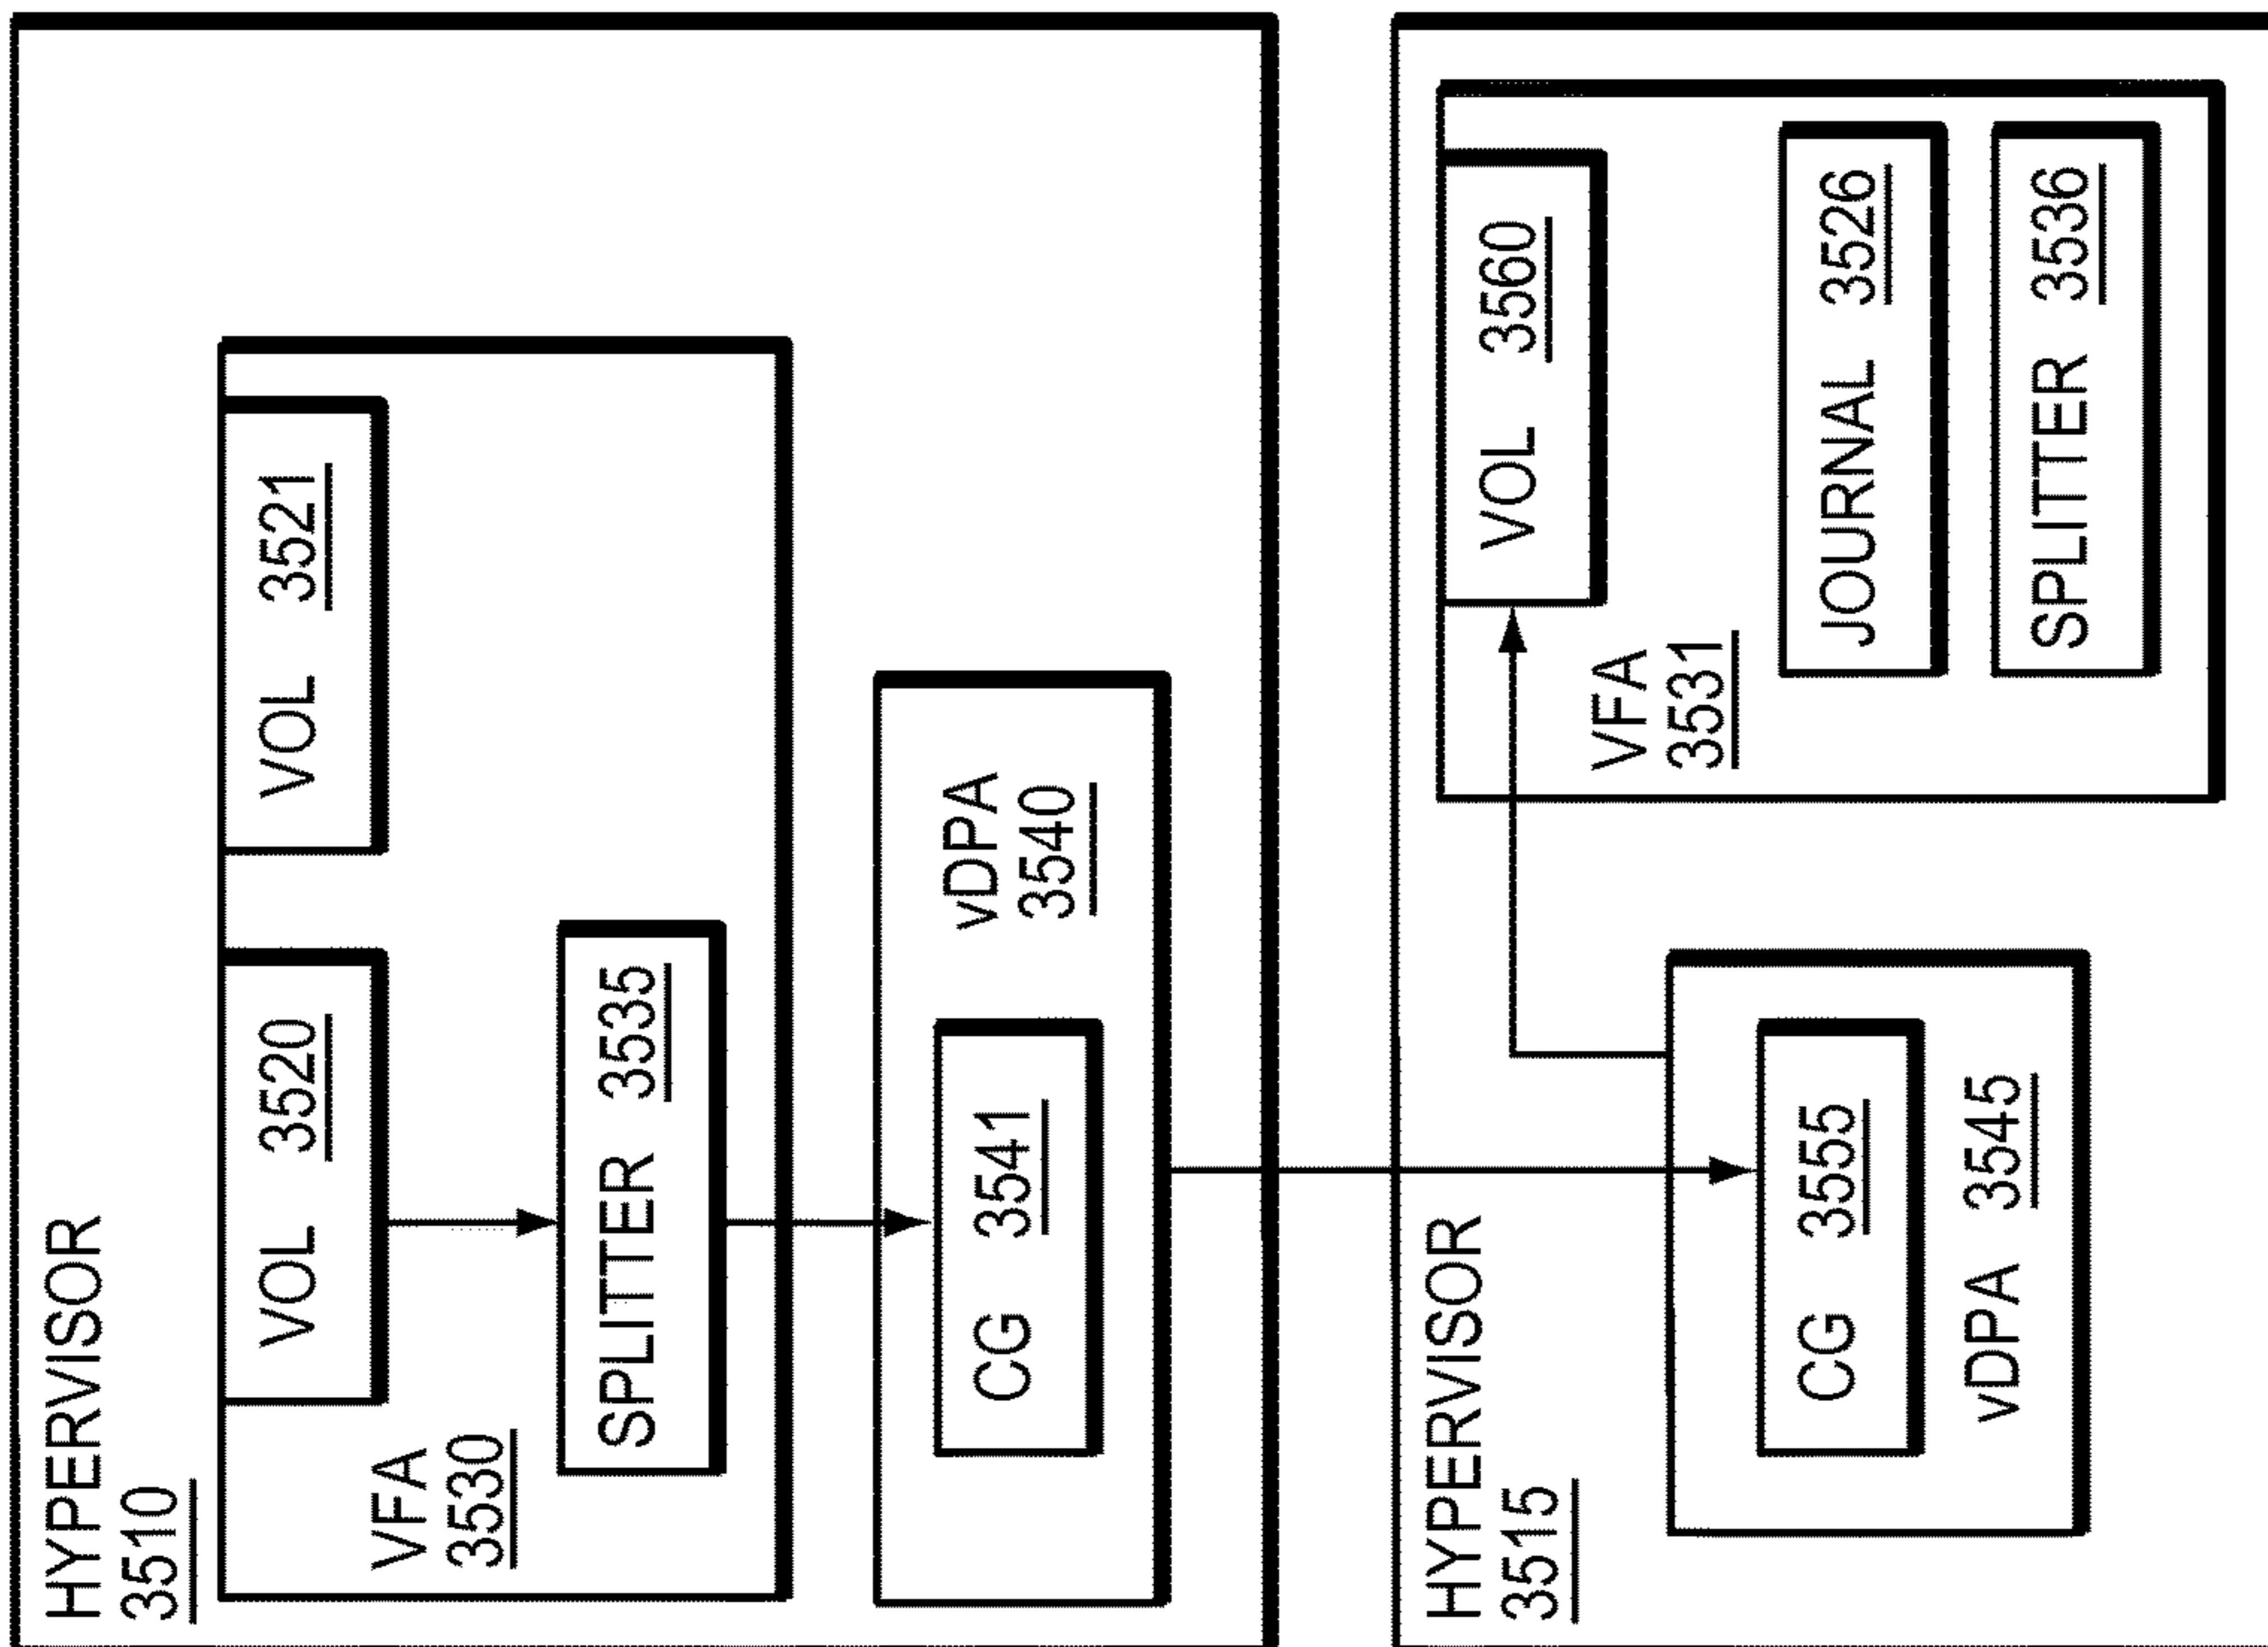 HYPERVISOR
3510
VOL 3520
VOL 3521
VFA
3530
SPLITTER 3535
vDPA
3540
CG 3541
HYPERVISOR
3515
VOL 3560
VFA
3531
JOURNAL 3526
SPLITTER 3536
CG 3555
vDPA 3545